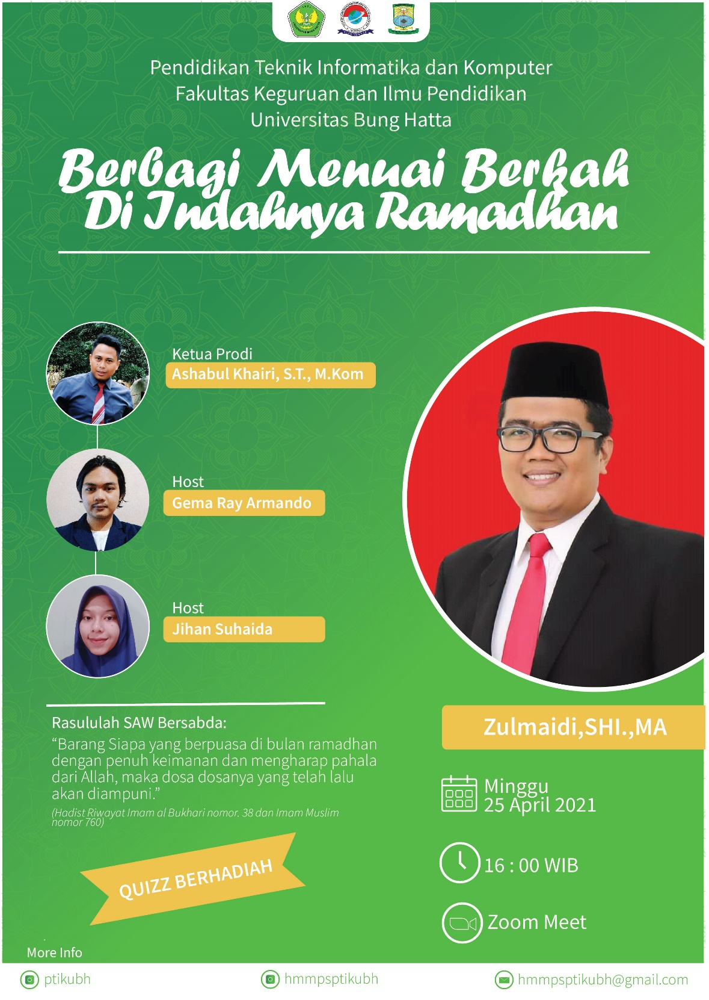 Pendidikan Teknik Informatika dan Komputer
Fakultas Keguruan dan Ilmu Pendidikan
Universitas Bung Hatta
Berbagi Menuai Berkah
Di Indahnya Ramadhan
Ketua Prodi
Ashabul Khairi, S.T., M.Kom
Host
Gema Ray Armando
Host
Jihan Suhaida
Rasululah SAW Bersabda:
“Barang Siapa yang berpuasa di bulan ramadhan
dengan penuh keimanan dan mengharap pahala
dari Allah, maka dosa dosanya yang telah lalu
akan diampuni.”
(Hadist Riwayat Imam al Bukhari nomor. 38 dan Imam Muslim
nomor 760)
QUIZZ BERHADIAH
Zulmaidi,SHI.,MA
Minggu
25 April 2021
16 : 00 WIB
Zoom Meet
More Info
ptikubh
hmmpsptikubh
hmmpsptikubh@gmail.com